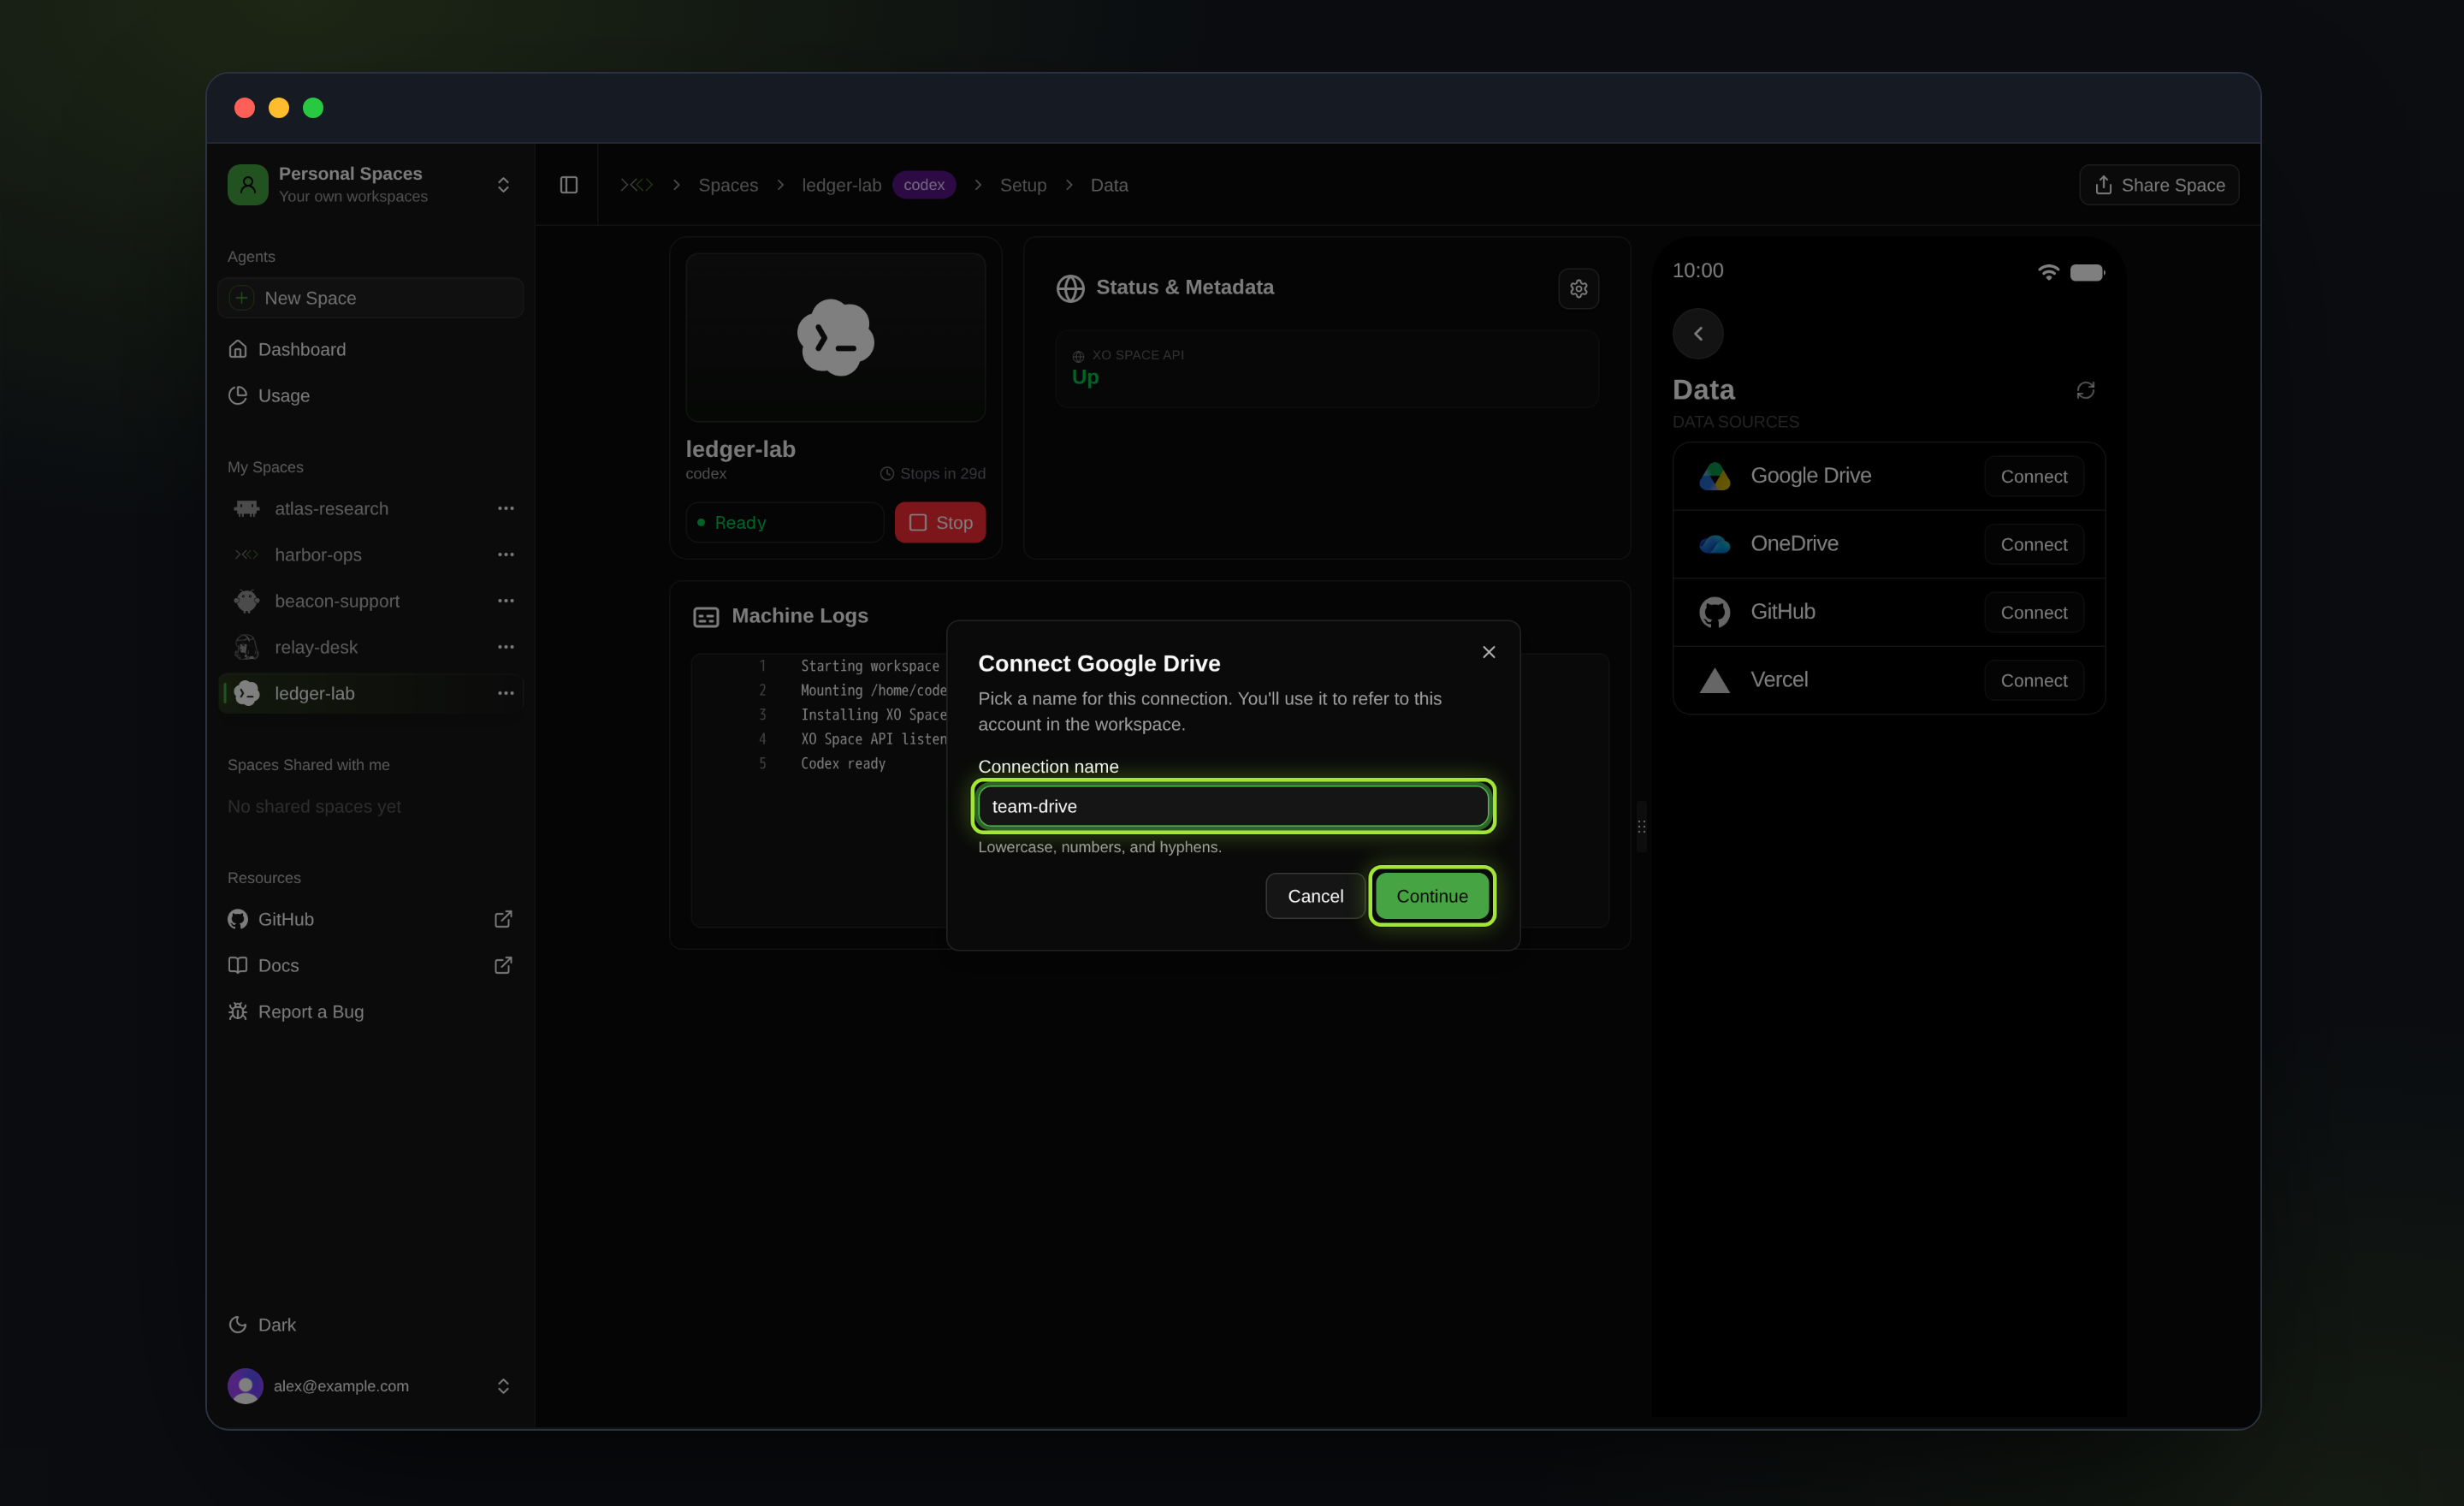 Personal Spaces
Your own workspaces
Agents
New Space
Dashboard
Usage
My Spaces
atlas-research
harbor-ops
beacon-support
relay-desk
ledger-lab
Spaces Shared with me
No shared spaces yet
Resources
GitHub
Docs
Report a Bug
Dark
alex@example.com
Spaces
ledger-lab codex
Setup
Data
Share Space
ledger-lab
codex
Stops in 29d
Ready
Stop
Status & Metadata
XO SPACE API
Up
Machine Logs
1 Starting workspace
2 Mounting /home/code
3 Installing XO Space
4 XO Space API listen
5 Codex ready
Connect Google Drive
Pick a name for this connection. You'll use it to refer to this
account in the workspace.
Connection name
team-drive
Lowercase, numbers, and hyphens.
Cancel
Continue
10:00
Data
DATA SOURCES
Google Drive Connect
OneDrive Connect
GitHub Connect
Vercel Connect